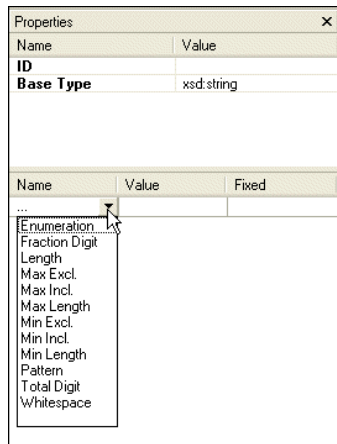 Properties ×
Name Value
ID
Base Type xsd:string
Name Value Fixed
...
Enumeration
Fraction Digit
Length
Max Excl.
Max Incl.
Max Length
Min Excl.
Min Incl.
Min Length
Pattern
Total Digit
Whitespace